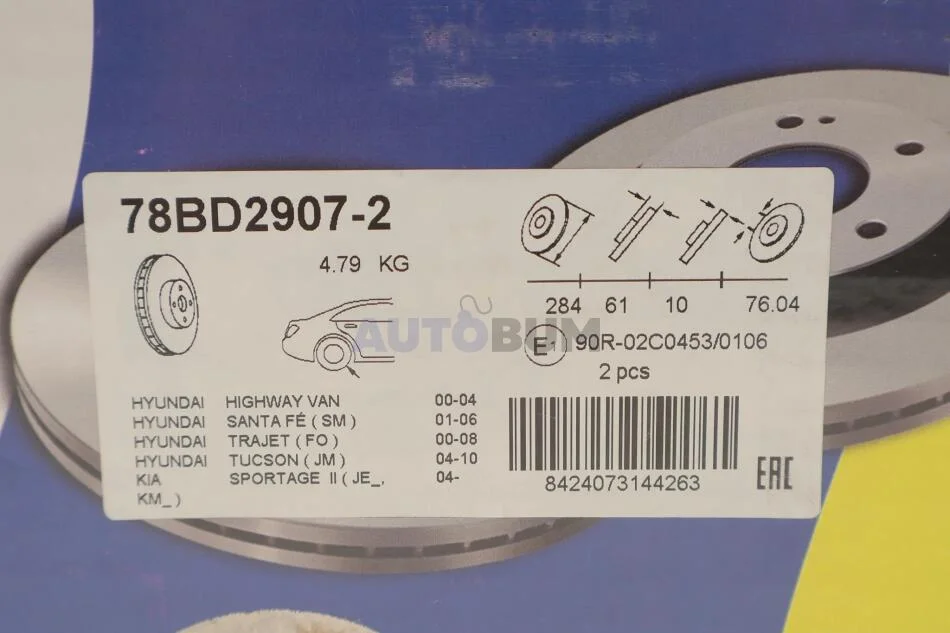 78BD2907-2
4.79 KG
284 61 10 76.04
AUTOBUM
E1 90R-02C0453/0106
2 pcs
HYUNDAI HIGHWAY VAN 00-04
HYUNDAI SANTA FÉ ( SM ) 01-06
HYUNDAI TRAJET ( FO ) 00-08
HYUNDAI TUCSON ( JM ) 04-10
KIA SPORTAGE II ( JE_, 04-
KM_ )
8424073144263
EAC